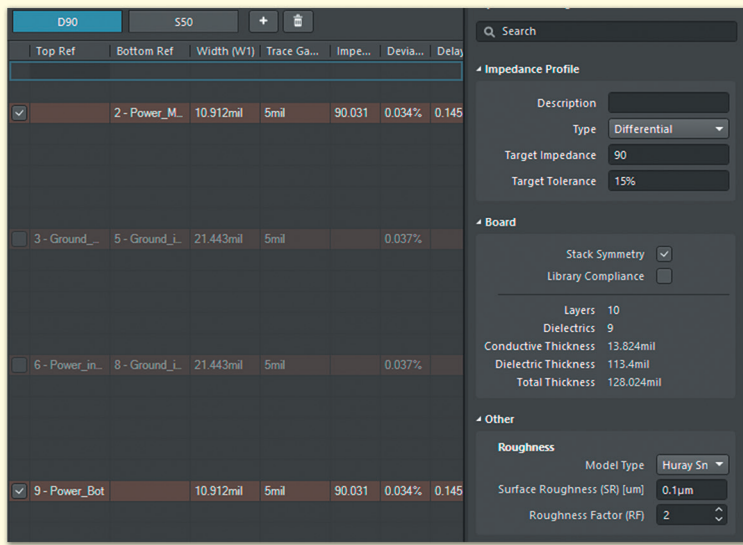 D90 S50 +
Top Ref Bottom Ref Width (W1) Trace Ga... Impe... Devia... Delay
2 - Power_M... 10.912mil 5mil 90.031 0.034% 0.145
3 - Ground_... 5 - Ground_i... 21.443mil 5mil 0.037%
6 - Power_in... 8 - Ground_i... 21.443mil 5mil 0.037%
9 - Power_Bot 10.912mil 5mil 90.031 0.034% 0.145
Search
Impedance Profile
Description
Type Differential
Target Impedance 90
Target Tolerance 15%
Board
Stack Symmetry
Library Compliance
Layers 10
Dielectrics 9
Conductive Thickness 13.824mil
Dielectric Thickness 113.4mil
Total Thickness 128.024mil
Other
Roughness
Model Type Huray Sn
Surface Roughness (SR) [um] 0.1µm
Roughness Factor (RF) 2